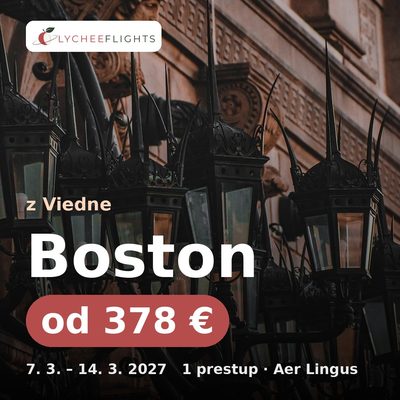 LYCHEEFLIGHTS
z Viedne
Boston
od 378 €
7. 3. – 14. 3. 2027 1 prestup · Aer Lingus